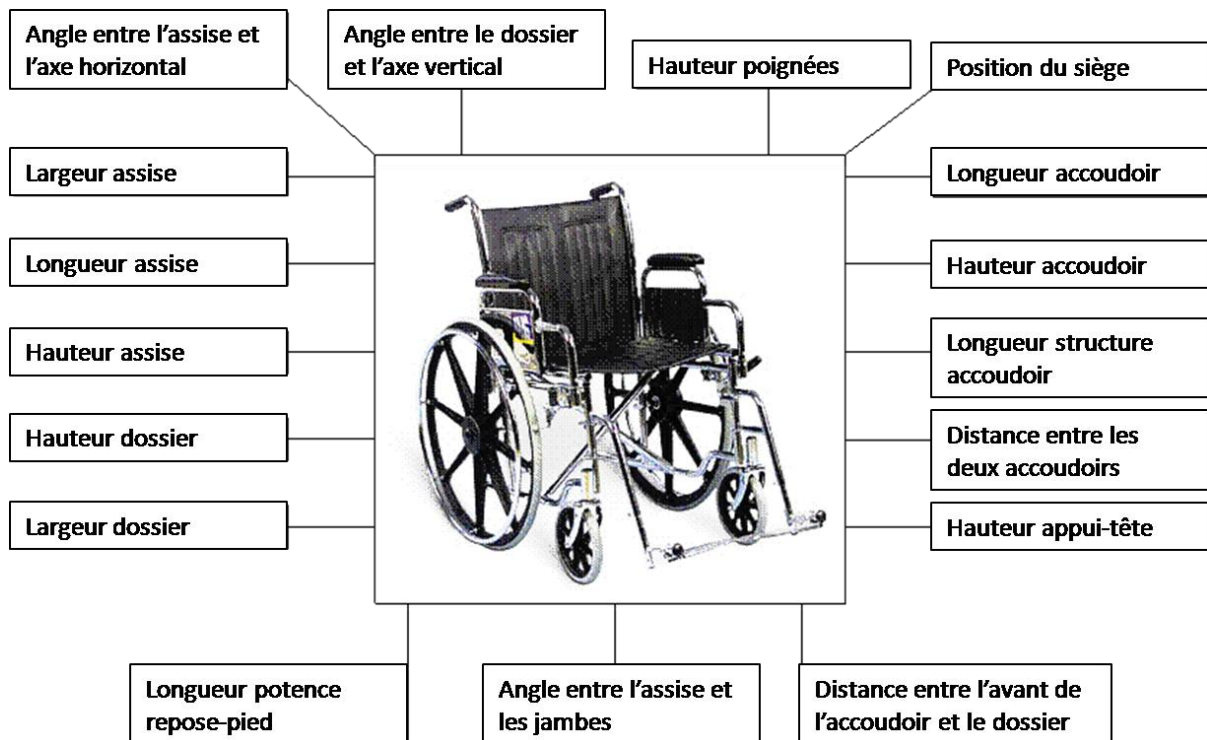 Angle entre l'assise et
l'axe horizontal
Angle entre le dossier
et l'axe vertical
Hauteur poignées
Position du siège
Largeur assise
Longueur assise
Hauteur assise
Hauteur dossier
Largeur dossier
Longueur accoudoir
Hauteur accoudoir
Longueur structure
accoudoir
Distance entre les
deux accoudoirs
Hauteur appui-tête
Longueur potence
repose-pied
Angle entre l'assise et
les jambes
Distance entre l'avant de
l'accoudoir et le dossier